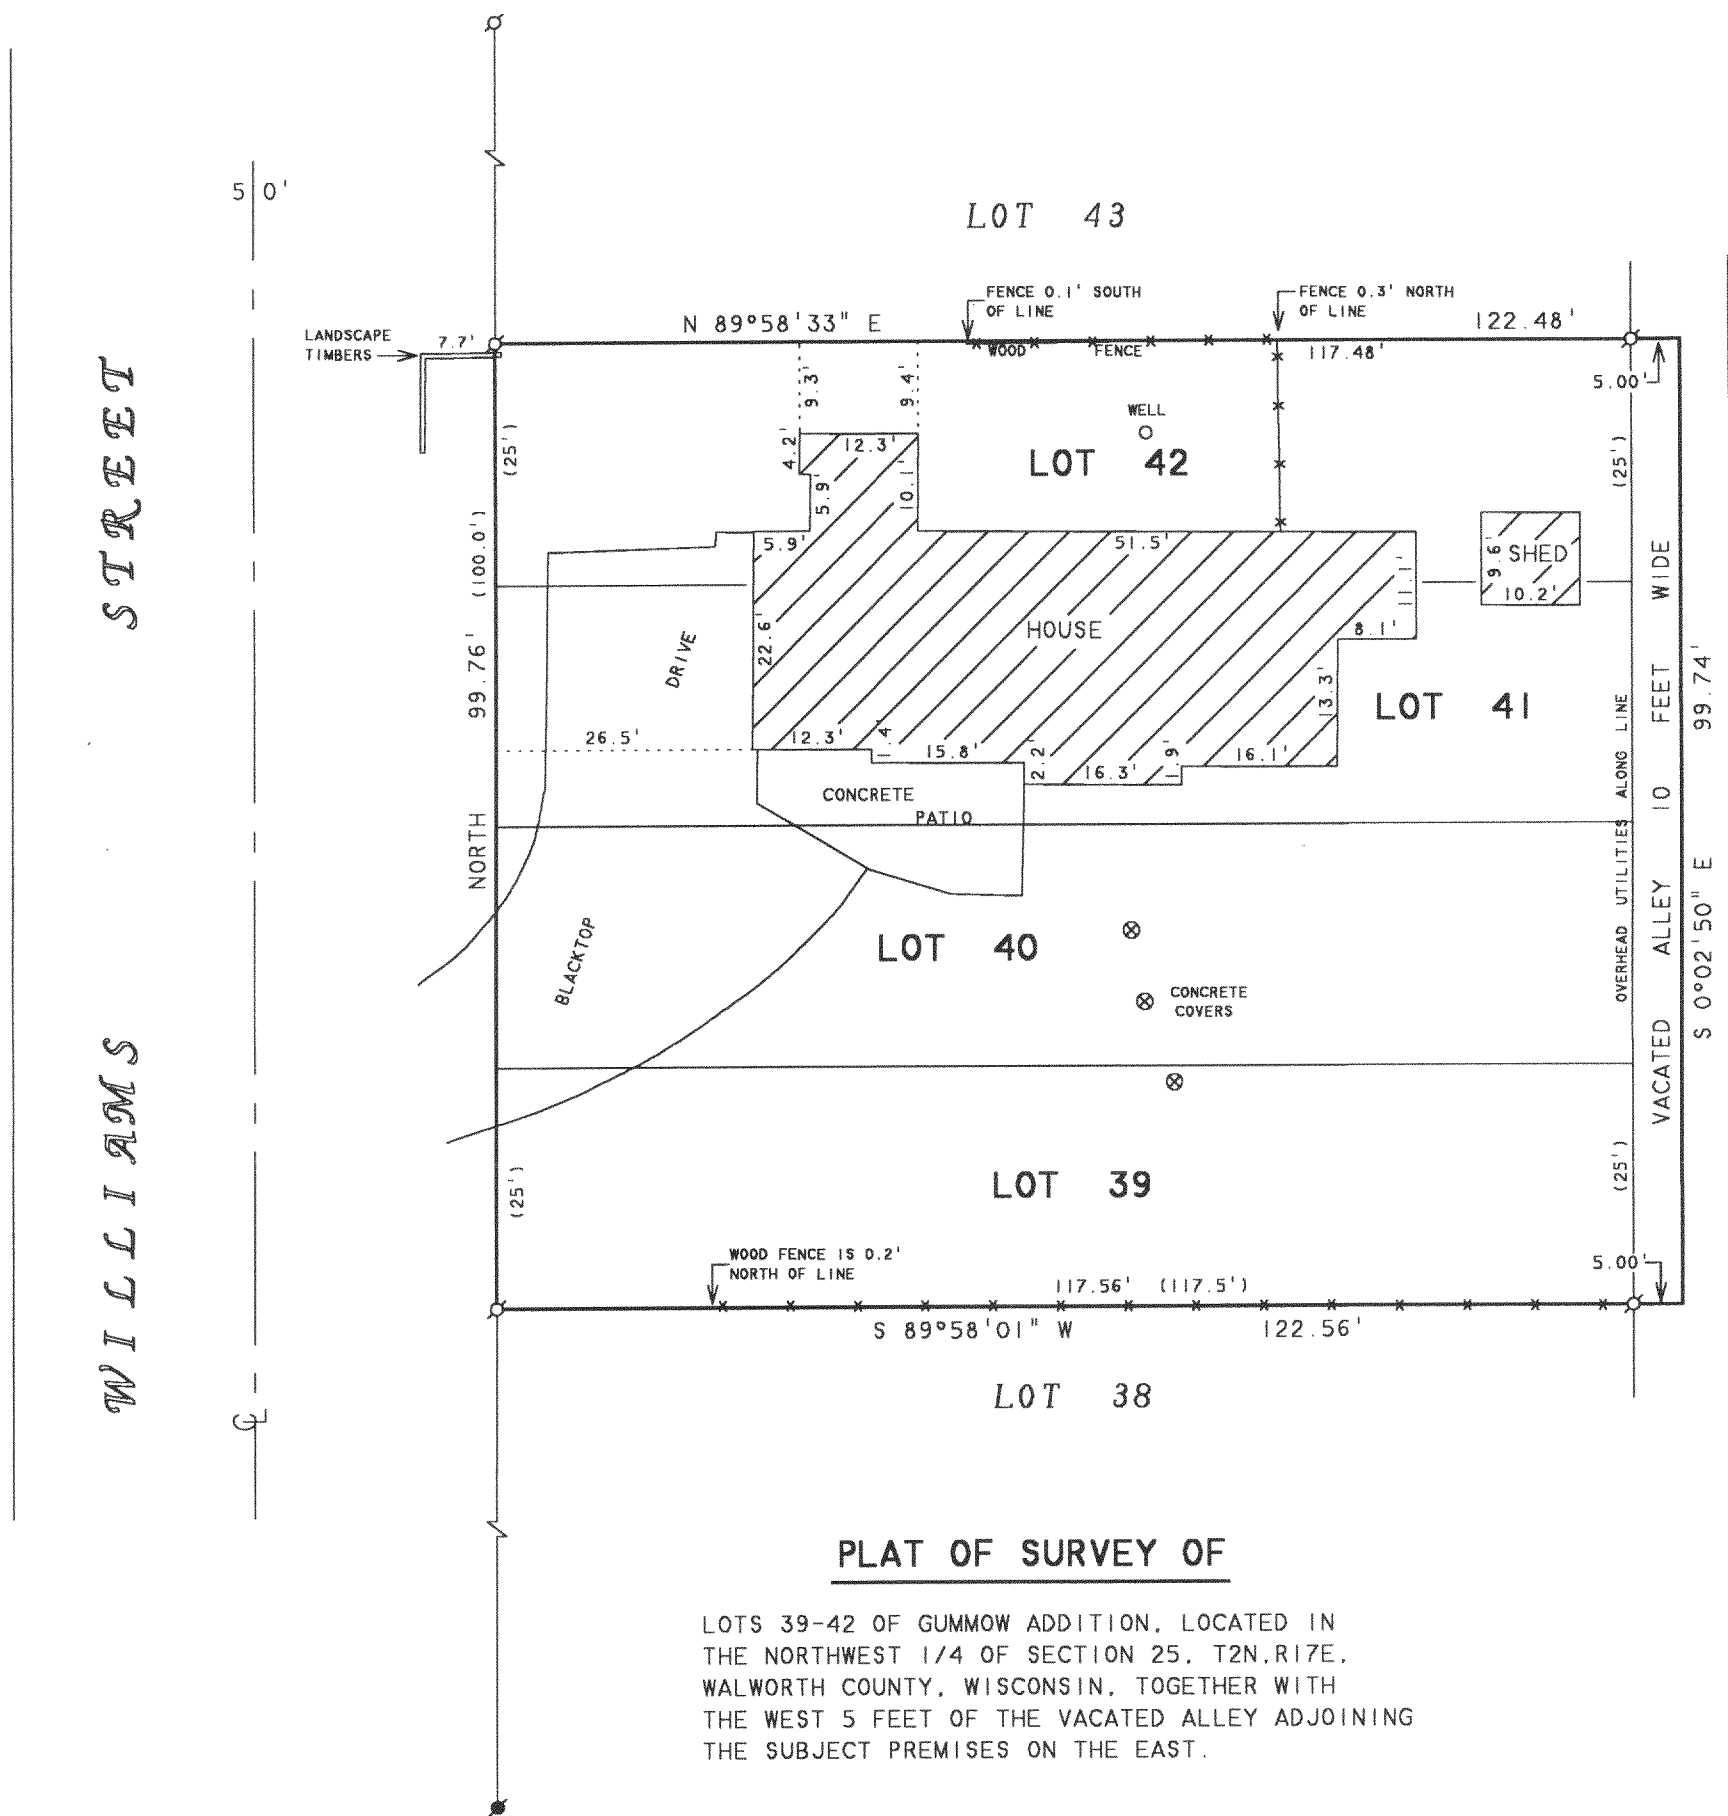 50'
LOT 43
FENCE 0.1' SOUTH
OF LINE
FENCE 0.3' NORTH
OF LINE
N 89°58'33" E
122.48'
LANDSCAPE
TIMBERS
7.7'
WOOD FENCE
117.48'
5.00'
9.3'
9.4'
WELL
LOT 42
(25')
(25')
4.2'
12.3'
5.9'
10.1'
STREET
(100.0')
5.9'
51.5'
11.1'
9.6'
SHED
10.2'
HOUSE
8.1'
22.6'
DRIVE
99.76'
NORTH
13.3'
LOT 41
26.5'
12.3'
1.4'
15.8'
2.2'
16.3'
1.9'
16.1'
CONCRETE
PATIO
OVERHEAD UTILITIES ALONG LINE
VACATED ALLEY 10 FEET WIDE
99.74'
S 0°02'50" E
BLACKTOP
LOT 40
CONCRETE
COVERS
WILLIAMS
LOT 39
(25')
(25')
WOOD FENCE IS 0.2'
NORTH OF LINE
117.56' (117.5')
5.00'
S 89°58'01" W
122.56'
LOT 38
CL
PLAT OF SURVEY OF
LOTS 39-42 OF GUMMOW ADDITION, LOCATED IN
THE NORTHWEST 1/4 OF SECTION 25, T2N,R17E,
WALWORTH COUNTY, WISCONSIN, TOGETHER WITH
THE WEST 5 FEET OF THE VACATED ALLEY ADJOINING
THE SUBJECT PREMISES ON THE EAST.